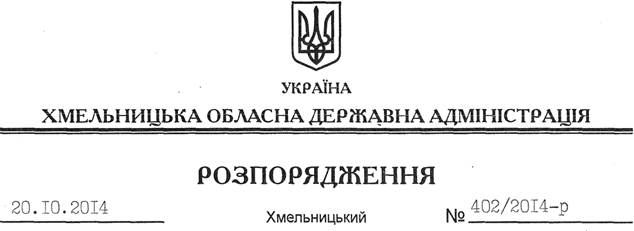 УКРАЇНА
ХМЕЛЬНИЦЬКА ОБЛАСНА ДЕРЖАВНА АДМІНІСТРАЦІЯ
РОЗПОРЯДЖЕННЯ
20.10.2014 Хмельницький № 402/2014-р